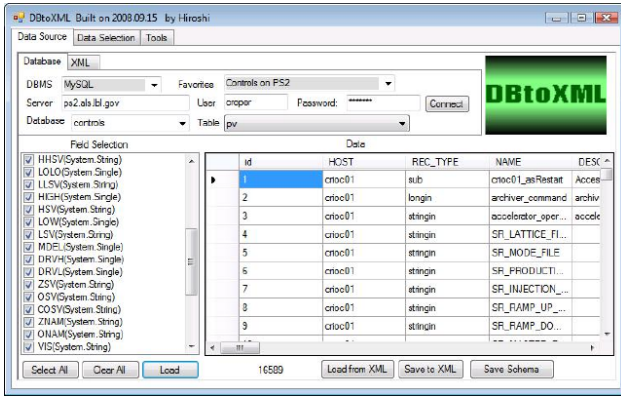 DBtoXML Built on 2008.09.15 by Hiroshi
Data Source Data Selection Tools
Database XML
DBMS MySQL Favorites Controls on PS2
Server ps2.als.lbl.gov User croper Password: *******  Connect
Database controls Table pv
DBtoXML
Field Selection Data
HHSV(System.String)
LOLO(System.Single)
LLSV(System.String)
HIGH(System.Single)
HSV(System.String)
LOW(System.Single)
LSV(System.String)
MDEL(System.Single)
DRVH(System.Single)
DRVL(System.Single)
ZSV(System.String)
OSV(System.String)
COSV(System.String)
ZNAM(System.String)
ONAM(System.String)
VIS(System.String)
id HOST REC_TYPE NAME DESC
1 crioc01 sub crioc01_asRestart Acces
2 crioc01 longin archiver_command archiv
3 crioc01 stringin accelerator_oper... accele
4 crioc01 stringin SR_LATTICE_FI...
5 crioc01 stringin SR_MODE_FILE
6 crioc01 stringin SR_PRODUCTI...
7 crioc01 stringin SR_INJECTION_...
8 crioc01 stringin SR_RAMP_UP_...
9 crioc01 stringin SR_RAMP_DO...
Select All Clear All Load 16589 Load from XML Save to XML Save Schema